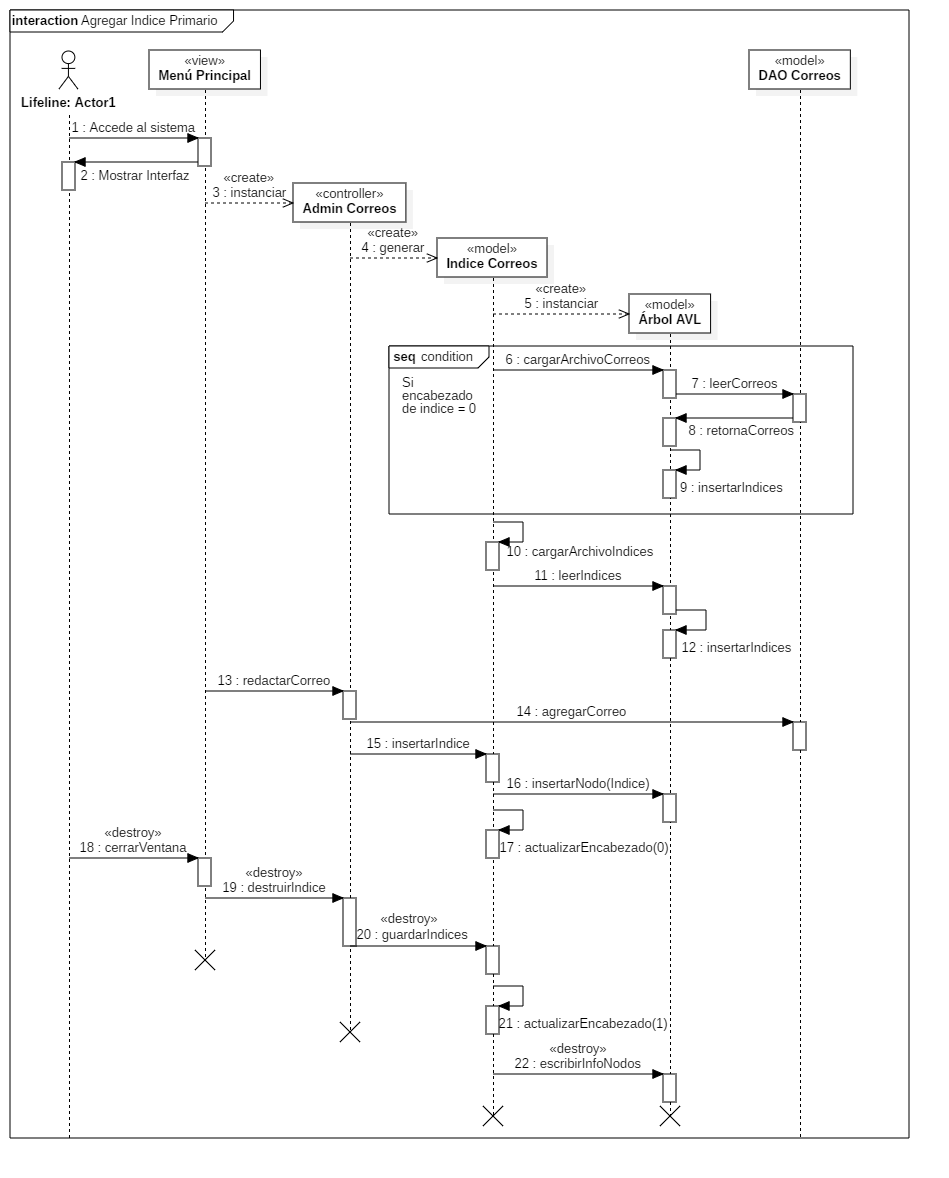 interaction Agregar Indice Primario
«view»
Menú Principal
«model»
DAO Correos
Lifeline: Actor1
1 : Accede al sistema
2 : Mostrar Interfaz
«create»
3 : instanciar
«controller»
Admin Correos
«create»
4 : generar
«model»
Indice Correos
«create»
5 : instanciar
«model»
Árbol AVL
seq condition
Si
encabezado
de indice = 0
6 : cargarArchivoCorreos
7 : leerCorreos
8 : retornaCorreos
9 : insertarIndices
10 : cargarArchivoIndices
11 : leerIndices
12 : insertarIndices
13 : redactarCorreo
14 : agregarCorreo
15 : insertarIndice
16 : insertarNodo(Indice)
17 : actualizarEncabezado(0)
«destroy»
18 : cerrarVentana
«destroy»
19 : destruirIndice
«destroy»
20 : guardarIndices
21 : actualizarEncabezado(1)
«destroy»
22 : escribirInfoNodos